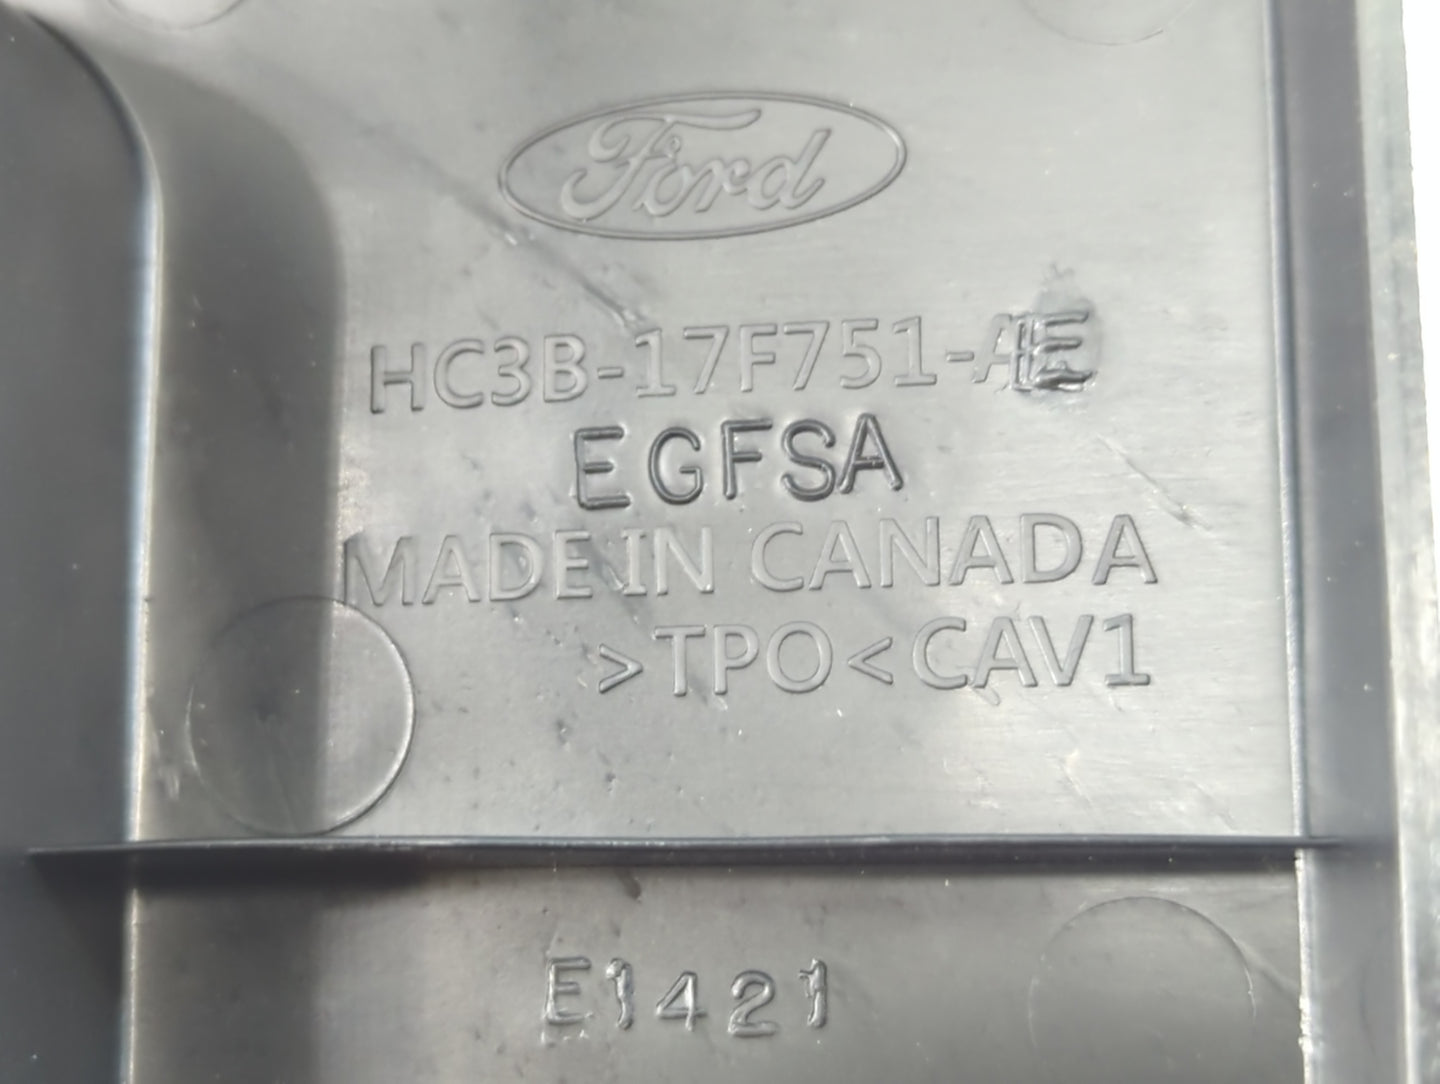 Ford
HC3B-17F751-AE
EGFSA
MADE IN CANADA
>TPO<CAV1
E1421